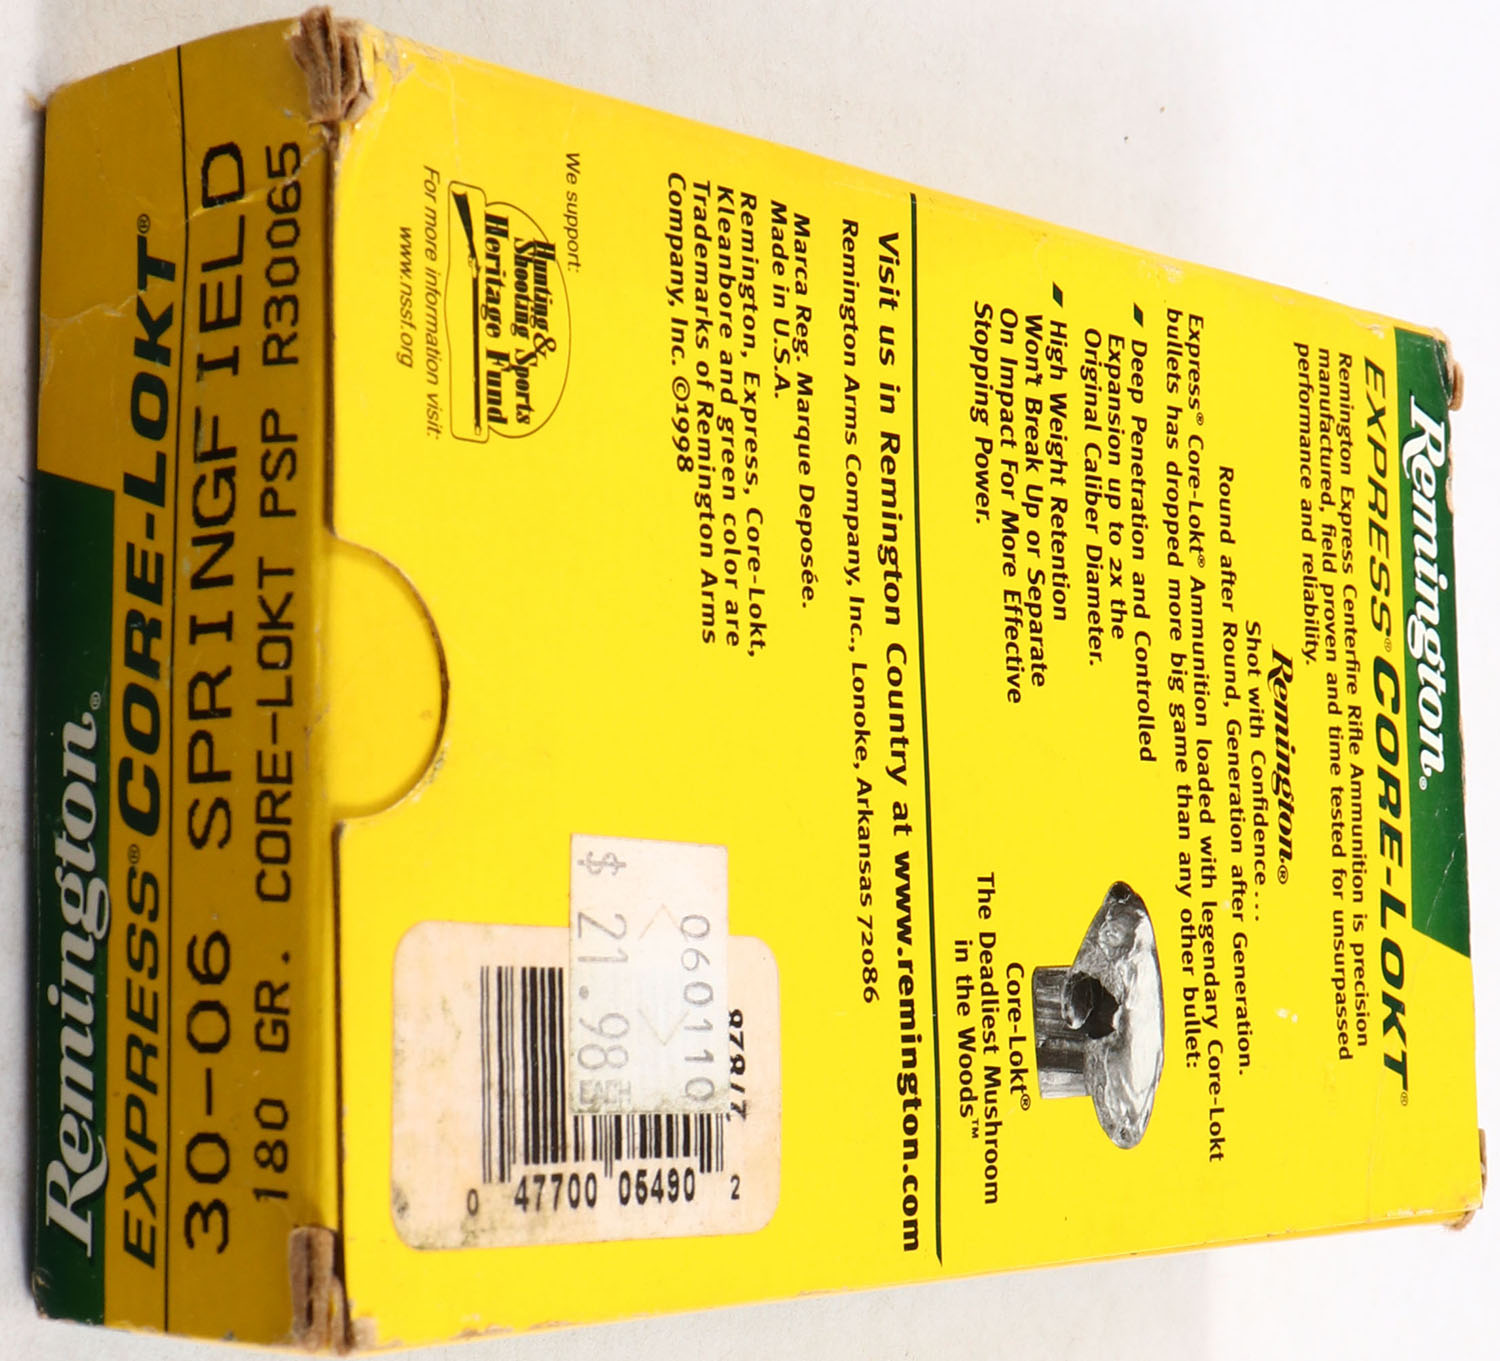 Remington®
EXPRESS® CORE-LOKT®
Remington Express Centerfire Rifle Ammunition is precision
manufactured, field proven and time tested for unsurpassed
performance and reliability.
Remington®
Shot with Confidence...
Round after Round, Generation after Generation.
Express® Core-Lokt® Ammunition loaded with legendary Core-Lokt
bullets has dropped more big game than any other bullet:
Deep Penetration and Controlled
Expansion up to 2x the
Original Caliber Diameter.
High Weight Retention
Won't Break Up or Separate
On Impact For More Effective
Stopping Power.
Core-Lokt®
The Deadliest Mushroom
in the Woods™
Visit us in Remington Country at www.remington.com
Remington Arms Company, Inc., Lonoke, Arkansas 72086
Marca Reg. Marque Deposée.
Made in U.S.A.
Remington, Express, Core-Lokt,
Kleanbore and green color are
Trademarks of Remington Arms
Company, Inc. ©1998
We support:
Hunting &
Shooting Sports
Heritage Fund
For more information visit:
www.nssf.org
060110
$ 21.98
0 47700 05490 2
180 GR. CORE-LOKT PSP R30065
30-06 SPRINGFIELD
EXPRESS® CORE-LOKT®
Remington®